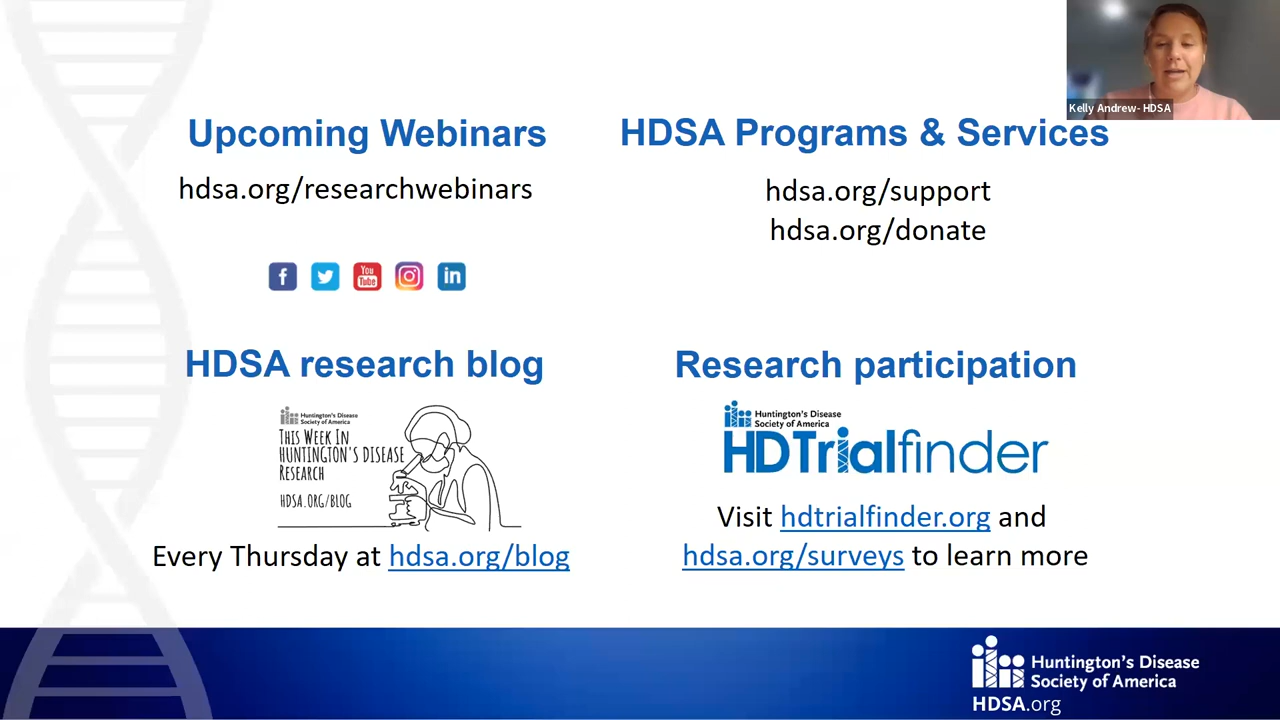 Kelly Andrew- HDSA
Upcoming Webinars
hdsa.org/researchwebinars
f
You
Tube
in
HDSA Programs & Services
hdsa.org/support
hdsa.org/donate
HDSA research blog
Huntington's Disease
Society of America
THIS WEEK IN
HUNTINGTON'S DISEASE
RESEARCH
HDSA.ORG/BLOG
Every Thursday at hdsa.org/blog
Research participation
Huntington's Disease
Society of America
HDTrialfinder
Visit hdtrialfinder.org and
hdsa.org/surveys to learn more
Huntington's Disease
Society of America
HDSA.org